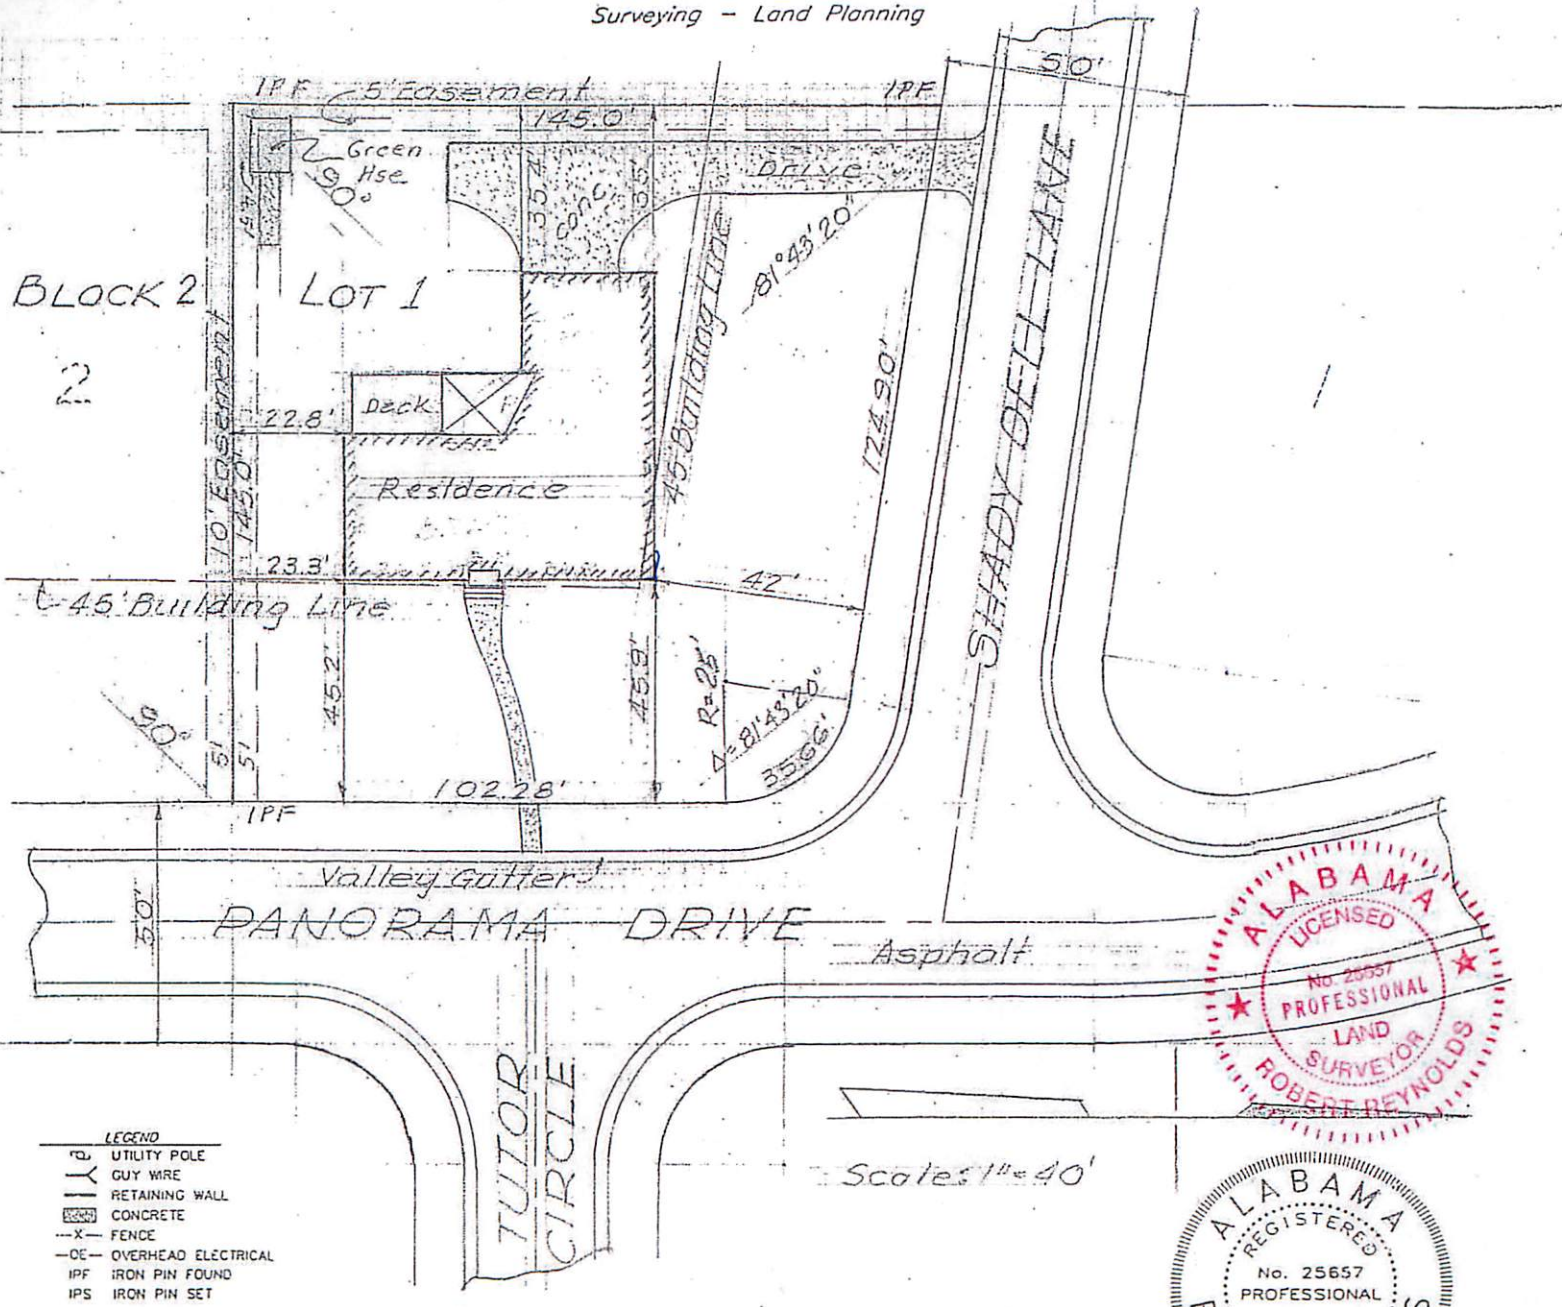 Surveying - Land Planning
IPF
5' Easement
145.0'
IPF
50'
Green
Hse
90°
35.4'
Conc.
35'
Drive
81°43'20"
BLOCK 2
LOT 1
2
10' Easement
145.0'
22.8'
Deck
45' Building Line
124.90'
SHADY DELL LANE
Residence
23.3'
42'
45' Building Line
45.2'
45.9'
R=25'
Δ=81°43'20"
35.66'
90°
5'
5'
102.28'
IPF
50'
Valley Gutter
PANORAMA DRIVE
Asphalt
TUTOR
CIRCLE
Scale: 1"=40'
LEGEND
UTILITY POLE
GUY WIRE
RETAINING WALL
CONCRETE
—X— FENCE
—OE— OVERHEAD ELECTRICAL
IPF IRON PIN FOUND
IPS IRON PIN SET
ALABAMA
LICENSED
No. 25657
PROFESSIONAL
LAND
SURVEYOR
ROBERT REYNOLDS
ALABAMA
REGISTERED
No. 25657
PROFESSIONAL